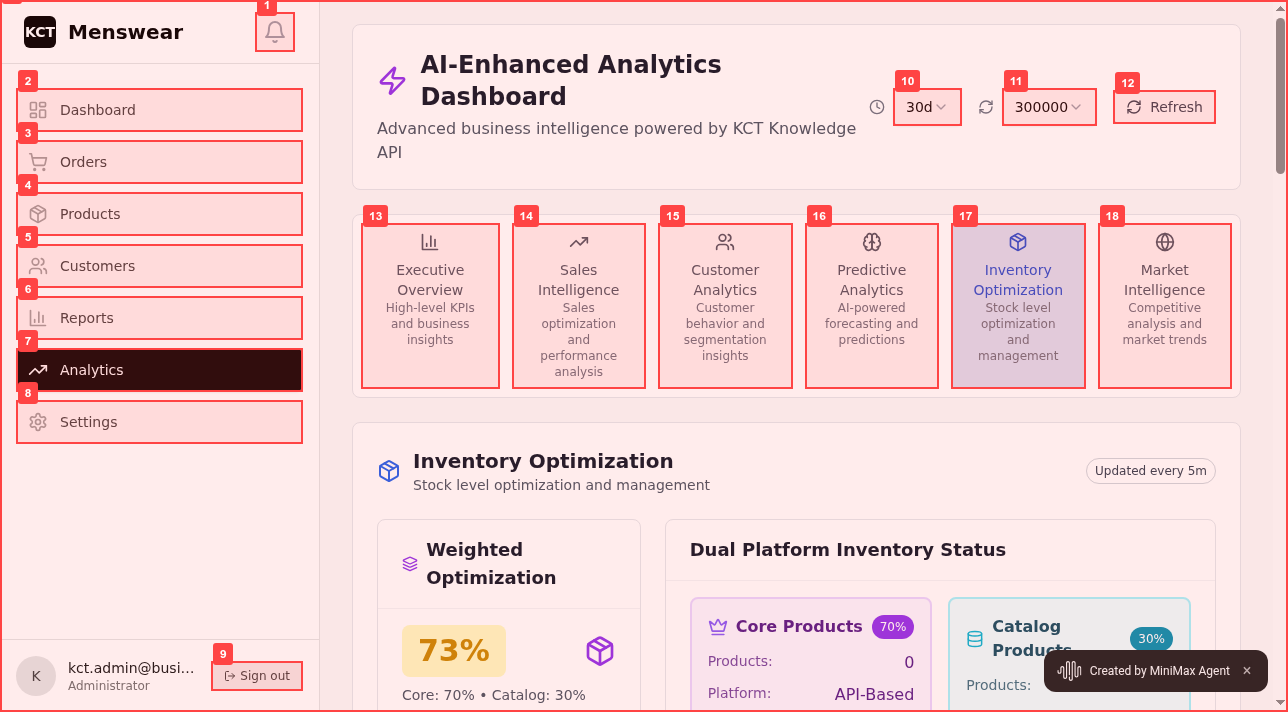 KCT Menswear
1
2
Dashboard
3
Orders
4
Products
5
Customers
6
Reports
7
Analytics
8
Settings
9
K
kct.admin@busi...
Administrator
Sign out
AI-Enhanced Analytics
Dashboard
Advanced business intelligence powered by KCT Knowledge
API
10
30d
11
300000
12
Refresh
13
Executive
Overview
High-level KPIs
and business
insights
14
Sales
Intelligence
Sales
optimization
and
performance
analysis
15
Customer
Analytics
Customer
behavior and
segmentation
insights
16
Predictive
Analytics
AI-powered
forecasting and
predictions
17
Inventory
Optimization
Stock level
optimization
and
management
18
Market
Intelligence
Competitive
analysis and
market trends
Inventory Optimization
Stock level optimization and management
Updated every 5m
Weighted
Optimization
73%
Core: 70% • Catalog: 30%
Dual Platform Inventory Status
Core Products 70%
Products: 0
Platform: API-Based
Catalog
Products
30%
Products:
Created by MiniMax Agent ×